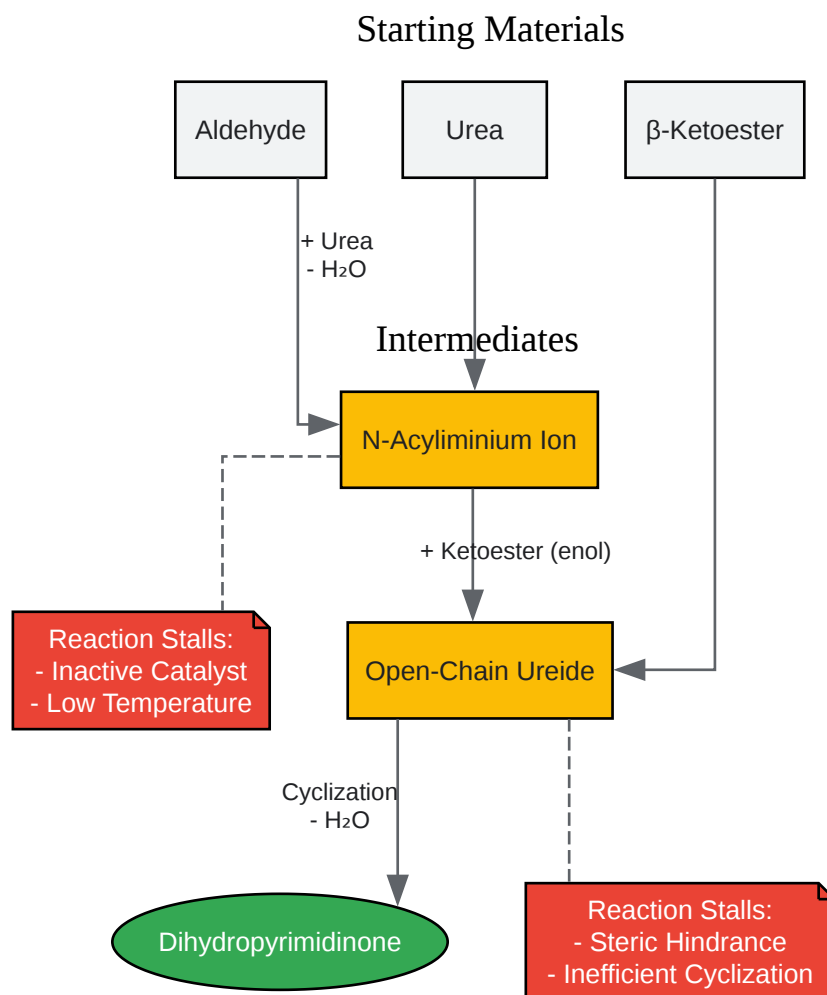 Starting Materials
Aldehyde
Urea
β-Ketoester
+ Urea
- H₂O
Intermediates
N-Acyliminium Ion
+ Ketoester (enol)
Reaction Stalls:
- Inactive Catalyst
- Low Temperature
Open-Chain Ureide
Cyclization
- H₂O
Dihydropyrimidinone
Reaction Stalls:
- Steric Hindrance
- Inefficient Cyclization